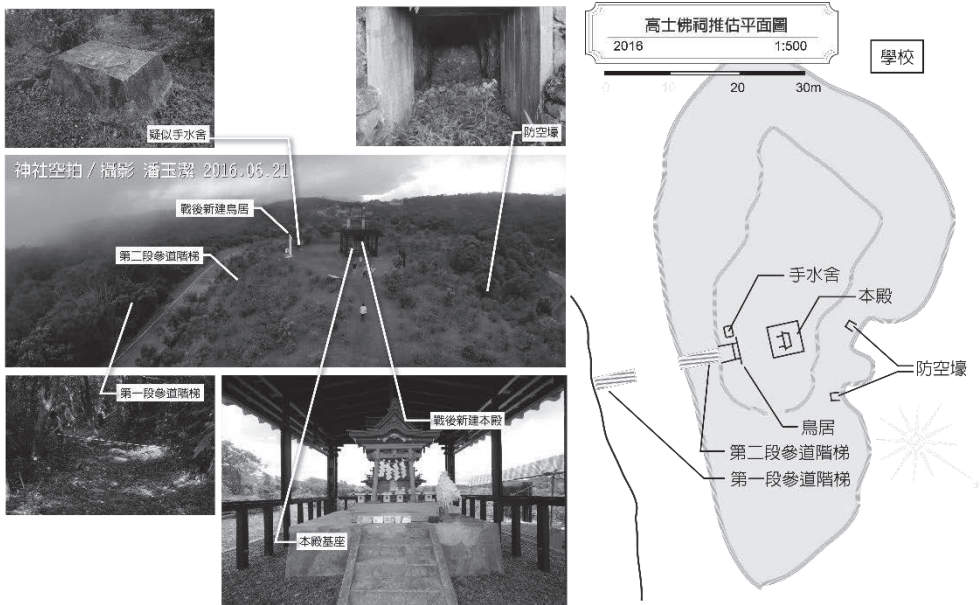 疑似手水舍
防空壕
神社空拍 / 攝影 潘玉潔 2016.06.21
戰後新建鳥居
第二段參道階梯
第一段參道階梯
戰後新建本殿
本殿基座
高士佛祠推估平面圖
2016 1:500
0 10 20 30m
學校
手水舍
本殿
防空壕
鳥居
第二段參道階梯
第一段參道階梯